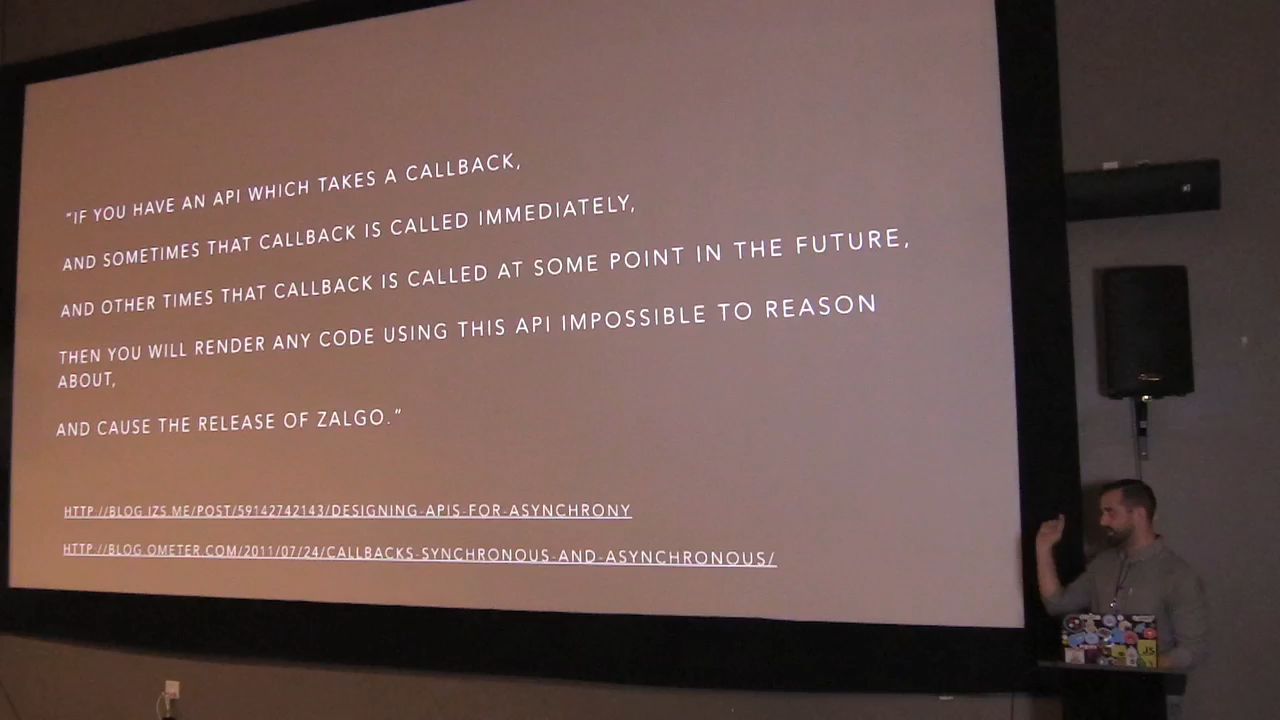 "IF YOU HAVE AN API WHICH TAKES A CALLBACK,
AND SOMETIMES THAT CALLBACK IS CALLED IMMEDIATELY,
AND OTHER TIMES THAT CALLBACK IS CALLED AT SOME POINT IN THE FUTURE,
THEN YOU WILL RENDER ANY CODE USING THIS API IMPOSSIBLE TO REASON
ABOUT,
AND CAUSE THE RELEASE OF ZALGO."
HTTP://BLOG.IZS.ME/POST/59142742143/DESIGNING-APIS-FOR-ASYNCHRONY
HTTP://BLOG.OMETER.COM/2011/07/24/CALLBACKS-SYNCHRONOUS-AND-ASYNCHRONOUS/
JS